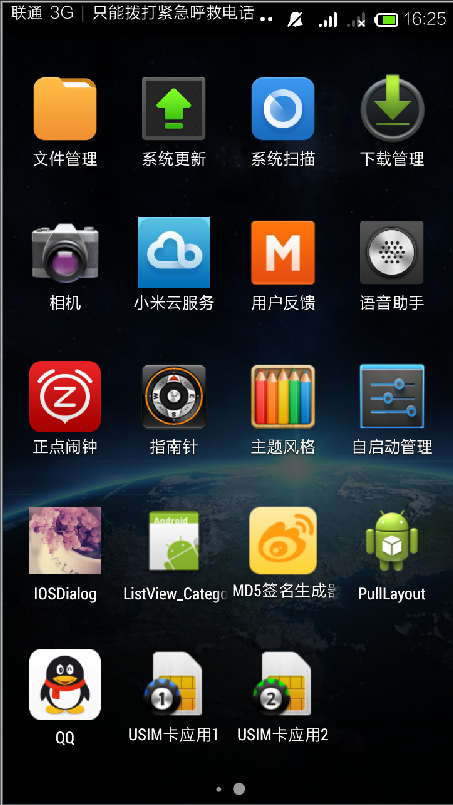 联通 3G | 只能拨打紧急呼救电话 16:25
文件管理 系统更新 系统扫描 下载管理
M
相机 小米云服务 用户反馈 语音助手
Z
正点闹钟 指南针 主题风格 自启动管理
Android
IOSDialog ListView_Catego MD5签名生成器 PullLayout
1 2
QQ USIM卡应用1 USIM卡应用2